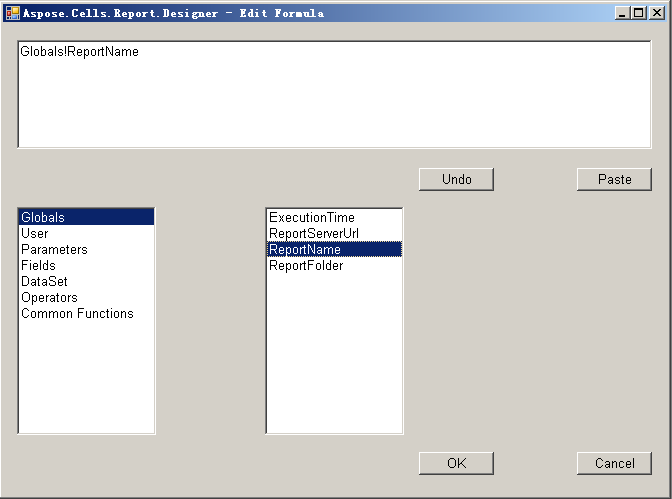 Aspose.Cells.Report.Designer - Edit Formula
Globals!ReportName
Undo
Paste
Globals
User
Parameters
Fields
DataSet
Operators
Common Functions
ExecutionTime
ReportServerUrl
ReportName
ReportFolder
OK
Cancel